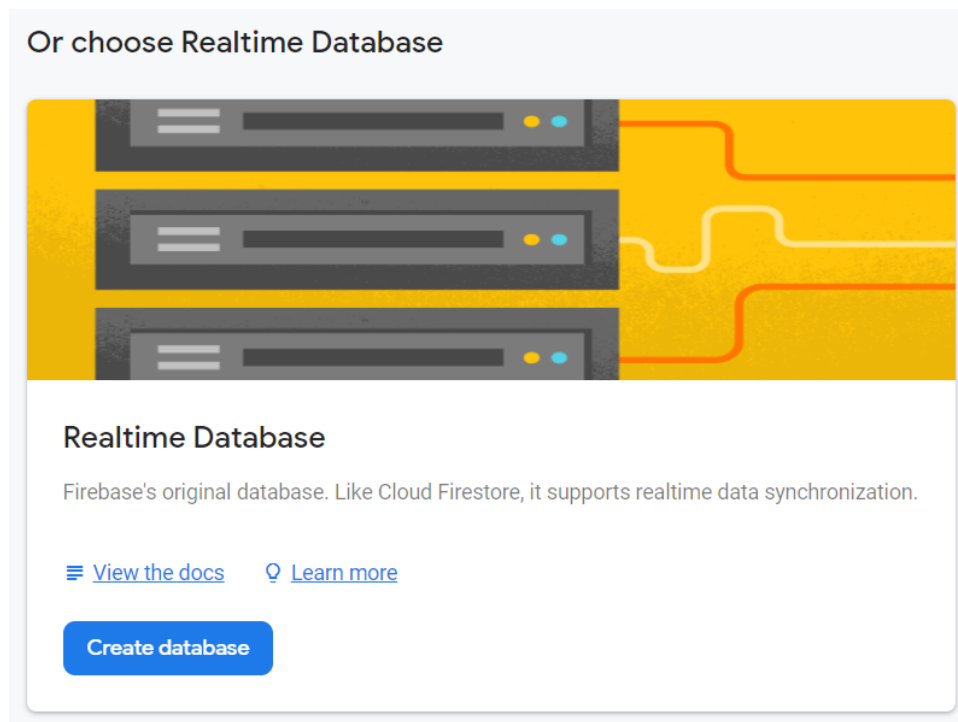 Or choose Realtime Database
Realtime Database
Firebase's original database. Like Cloud Firestore, it supports realtime data synchronization.
View the docs Learn more
Create database